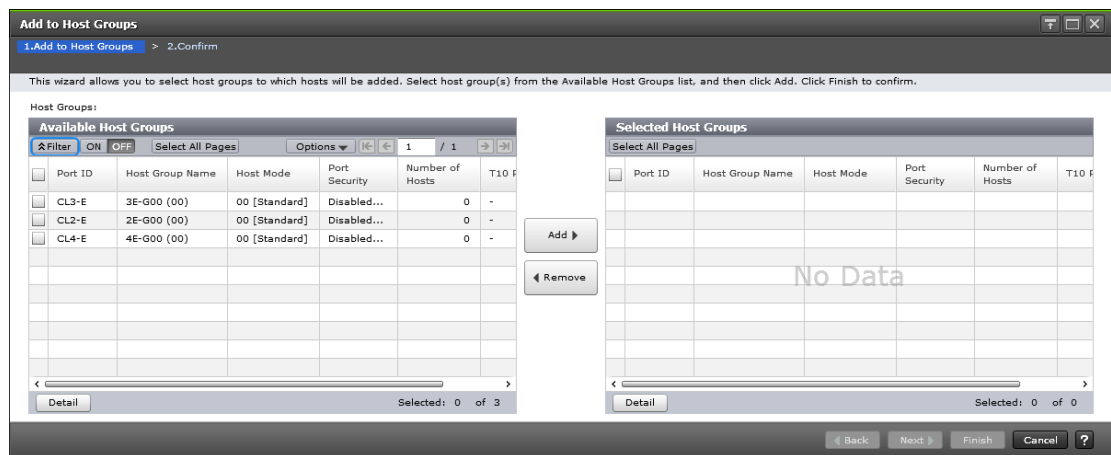 Add to Host Groups
1.Add to Host Groups > 2.Confirm
This wizard allows you to select host groups to which hosts will be added. Select host group(s) from the Available Host Groups list, and then click Add. Click Finish to confirm.
Host Groups:
Available Host Groups
Filter ON OFF Select All Pages Options 1 / 1
Port ID Host Group Name Host Mode Port Security Number of Hosts T10
CL3-E 3E-G00 (00) 00 [Standard] Disabled... 0 -
CL2-E 2E-G00 (00) 00 [Standard] Disabled... 0 -
CL4-E 4E-G00 (00) 00 [Standard] Disabled... 0 -
Detail Selected: 0 of 3
Add
Remove
Selected Host Groups
Select All Pages
Port ID Host Group Name Host Mode Port Security Number of Hosts T10
No Data
Detail Selected: 0 of 0
Back Next Finish Cancel ?